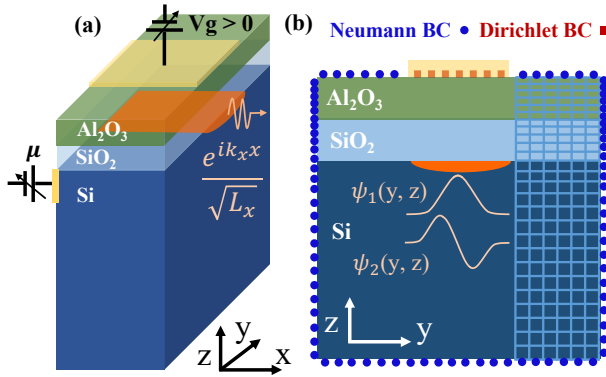 (a)
Vg > 0
Al₂O₃
SiO₂
Si
μ
e^{ik_x x}
√L_x
z
y
x
(b)
Neumann BC
Dirichlet BC
Al₂O₃
SiO₂
Si
ψ₁(y, z)
ψ₂(y, z)
z
y